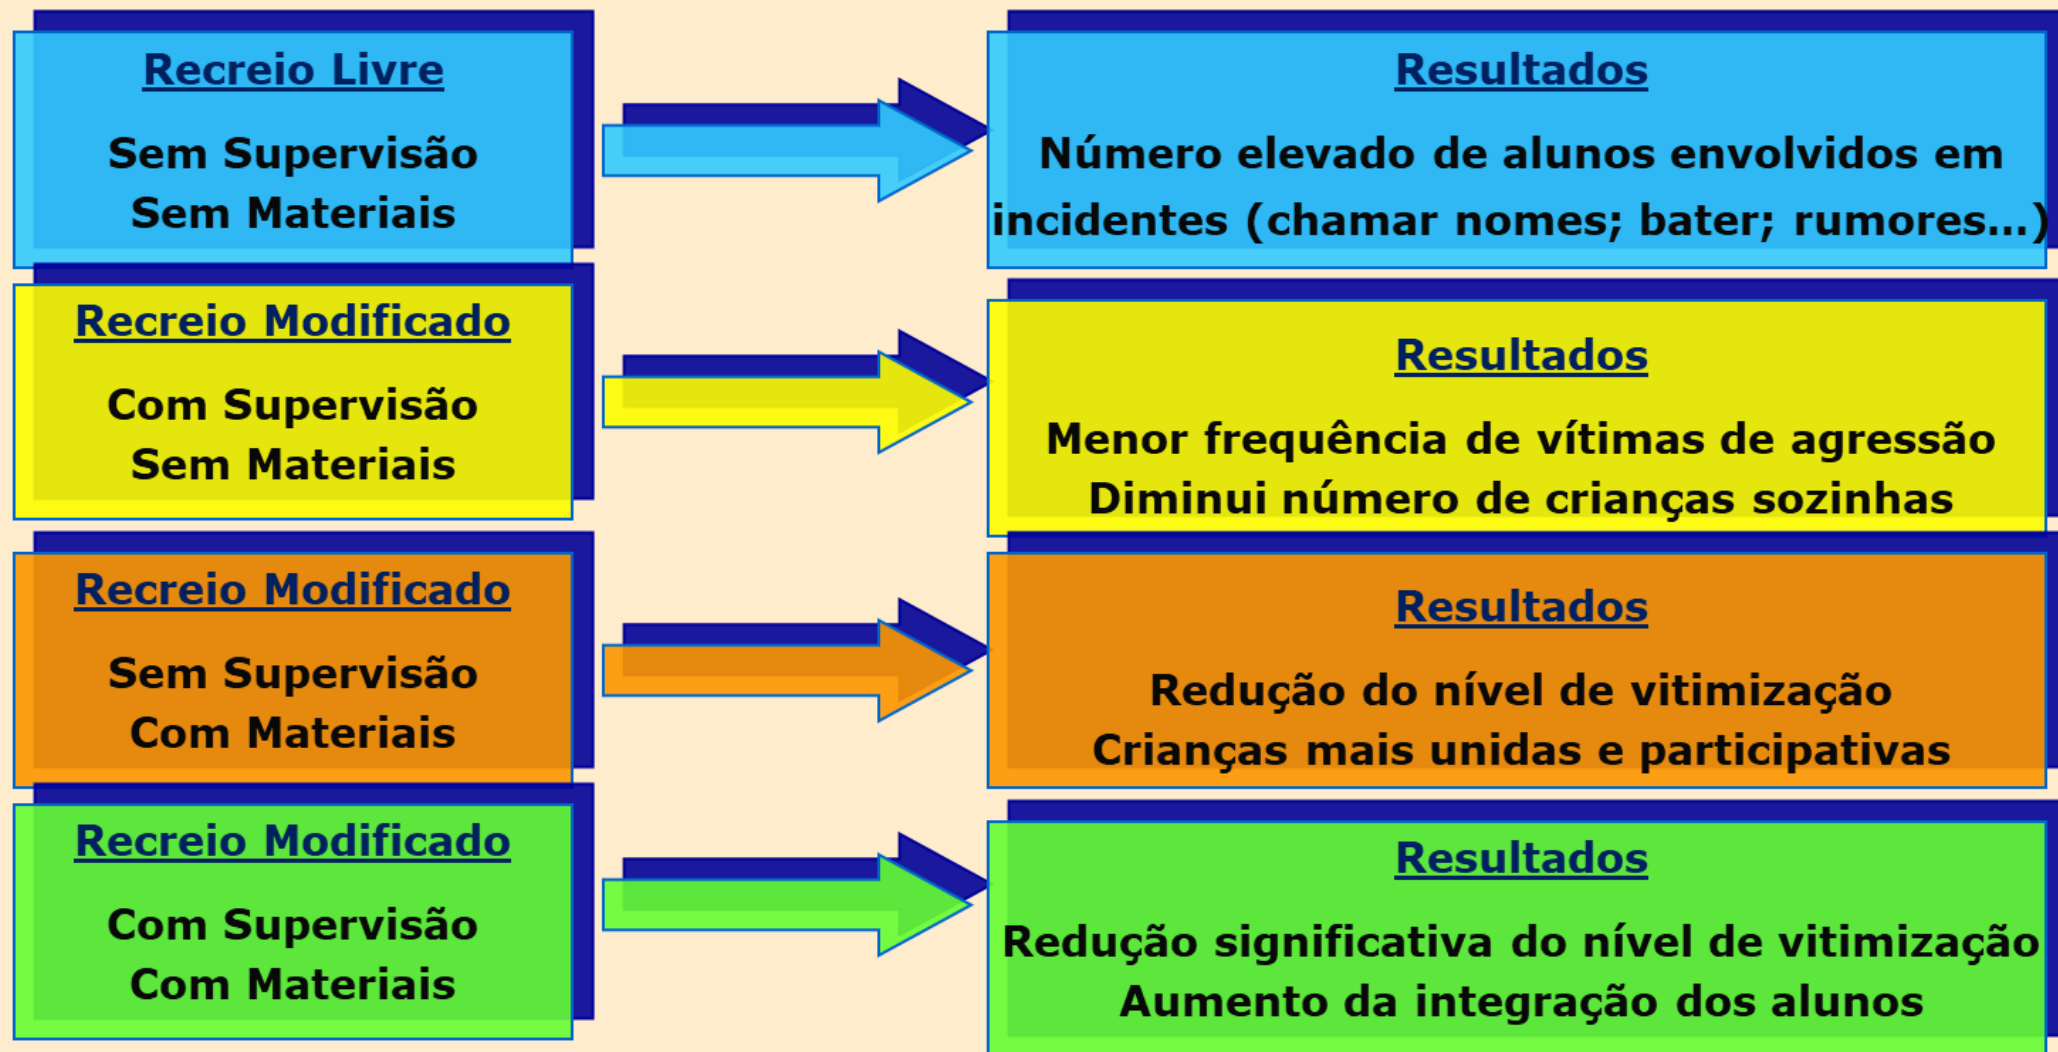 Recreio Livre
Sem Supervisão
Sem Materiais
Resultados
Número elevado de alunos envolvidos em
incidentes (chamar nomes; bater; rumores...)
Recreio Modificado
Com Supervisão
Sem Materiais
Resultados
Menor frequência de vítimas de agressão
Diminui número de crianças sozinhas
Recreio Modificado
Sem Supervisão
Com Materiais
Resultados
Redução do nível de vitimização
Crianças mais unidas e participativas
Recreio Modificado
Com Supervisão
Com Materiais
Resultados
Redução significativa do nível de vitimização
Aumento da integração dos alunos